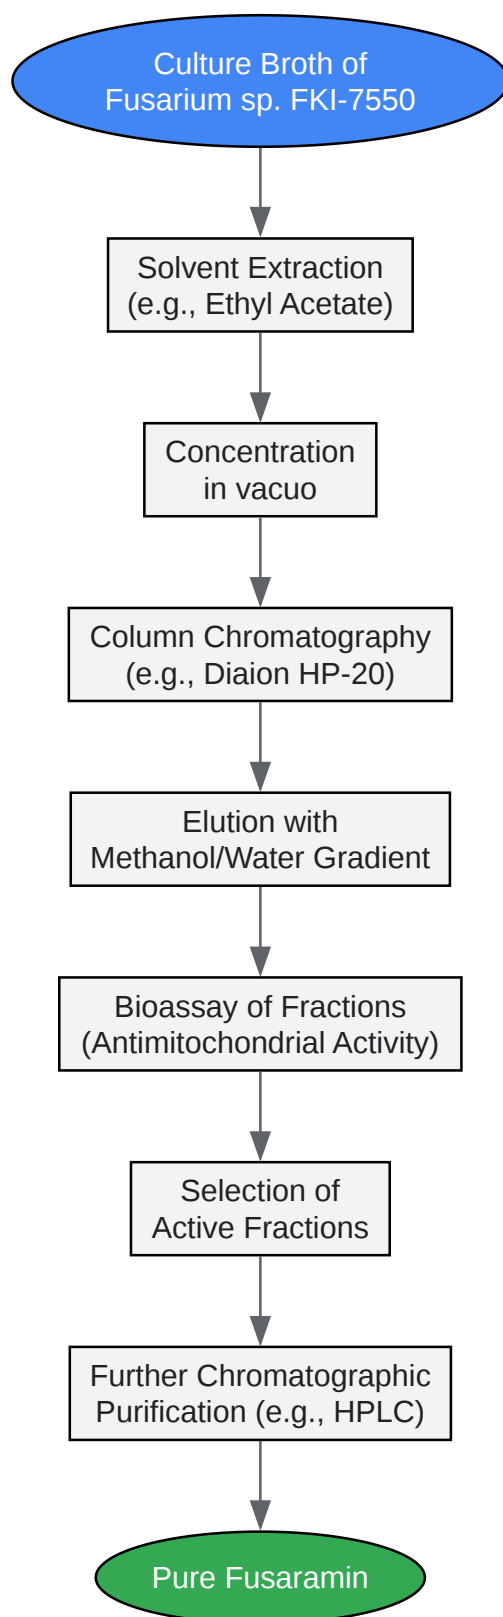 Culture Broth of
Fusarium sp. FKI-7550
Solvent Extraction
(e.g., Ethyl Acetate)
Concentration
in vacuo
Column Chromatography
(e.g., Diaion HP-20)
Elution with
Methanol/Water Gradient
Bioassay of Fractions
(Antimitochondrial Activity)
Selection of
Active Fractions
Further Chromatographic
Purification (e.g., HPLC)
Pure Fusaramin